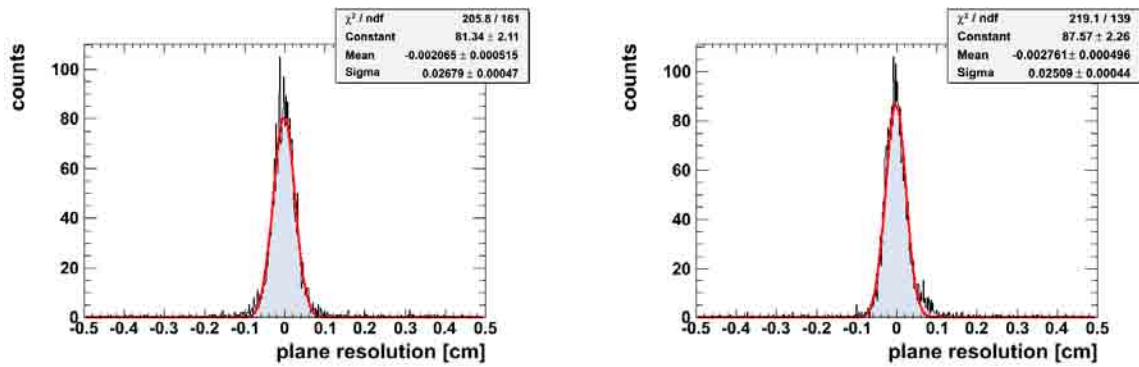 χ² / ndf 205.8 / 161
Constant 81.34 ± 2.11
Mean -0.002065 ± 0.000515
Sigma 0.02679 ± 0.00047
counts
100
80
60
40
20
0
-0.5 -0.4 -0.3 -0.2 -0.1 0 0.1 0.2 0.3 0.4 0.5
plane resolution [cm]
χ² / ndf 219.1 / 139
Constant 87.57 ± 2.26
Mean -0.002761 ± 0.000496
Sigma 0.02509 ± 0.00044
counts
100
80
60
40
20
0
-0.5 -0.4 -0.3 -0.2 -0.1 0 0.1 0.2 0.3 0.4 0.5
plane resolution [cm]